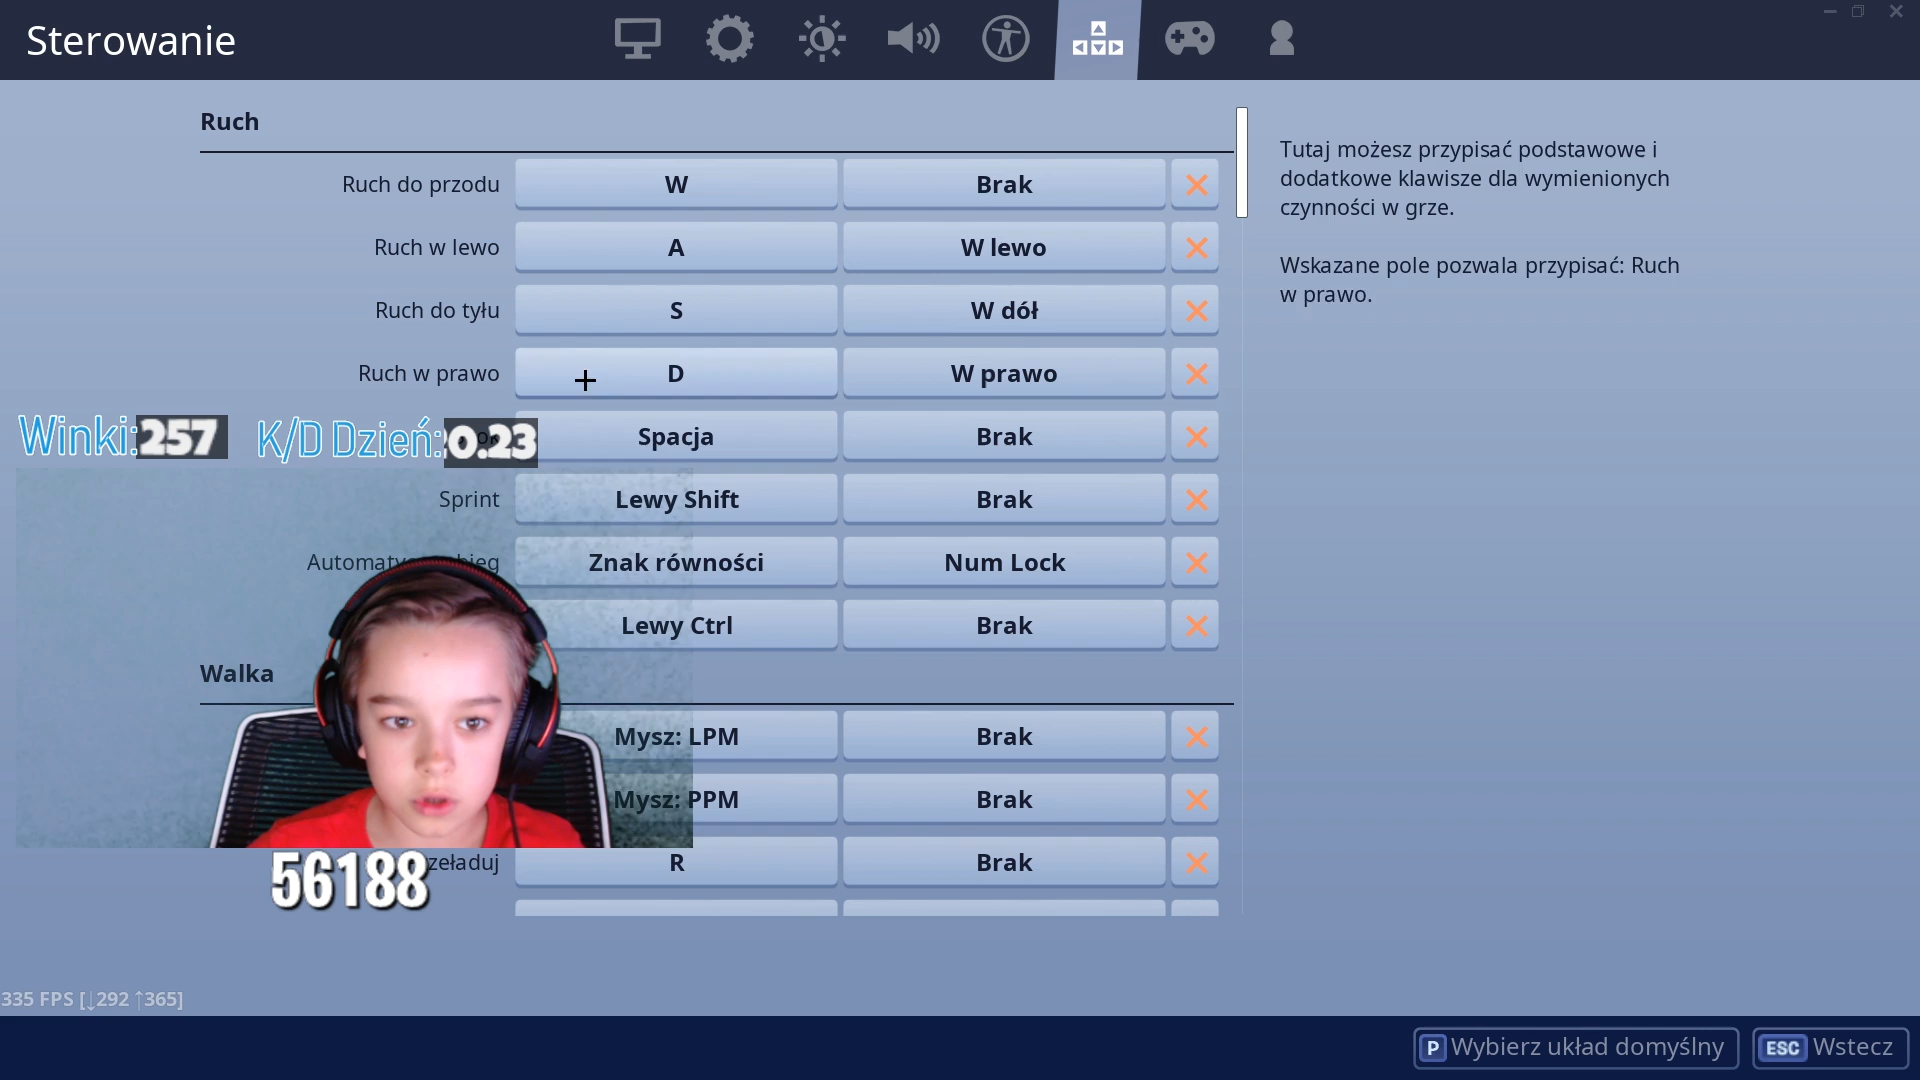 Sterowanie
Ruch
Ruch do przodu W Brak
Ruch w lewo A W lewo
Ruch do tyłu S W dół
Ruch w prawo D W prawo
Spacja Brak
Sprint Lewy Shift Brak
Znak równości Num Lock
Lewy Ctrl Brak
Walka
Mysz: LPM Brak
Mysz: PPM Brak
R Brak
Tutaj możesz przypisać podstawowe i
dodatkowe klawisze dla wymienionych
czynności w grze.
Wskazane pole pozwala przypisać: Ruch
w prawo.
Winki: 257 K/D Dzień: 0.23
56188
335 FPS [↓292 ↑365]
P Wybierz układ domyślny ESC Wstecz